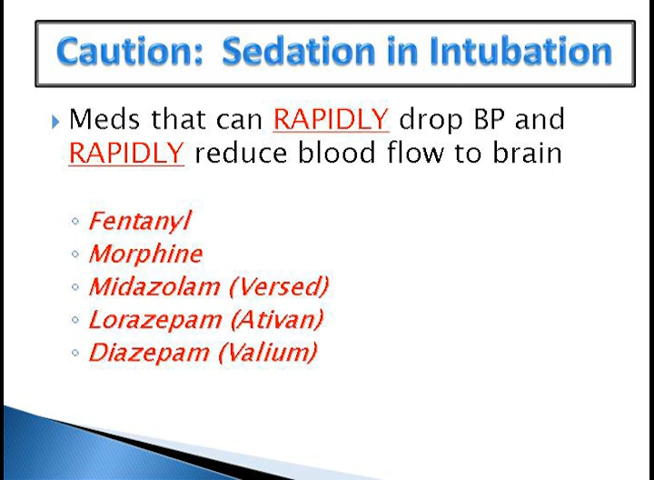 Caution:  Sedation in Intubation
Meds that can RAPIDLY drop BP and
RAPIDLY reduce blood flow to brain
Fentanyl
Morphine
Midazolam (Versed)
Lorazepam (Ativan)
Diazepam (Valium)